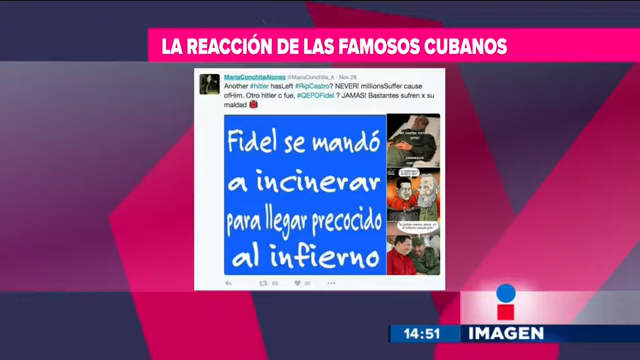 LA REACCIÓN DE LAS FAMOSOS CUBANOS
MaríaConchitaAlonso @MariaConchita_A · Nov 26
Another #hitler hasLeft #RipCastro? NEVER! millionsSuffer cause
ofHim. Otro hitler c fue, #QEPDFidel ? JAMAS! Bastantes sufren x su
maldad
Fidel se mandó
a incinerar
para llegar precocido
al infierno
14:51 IMAGEN